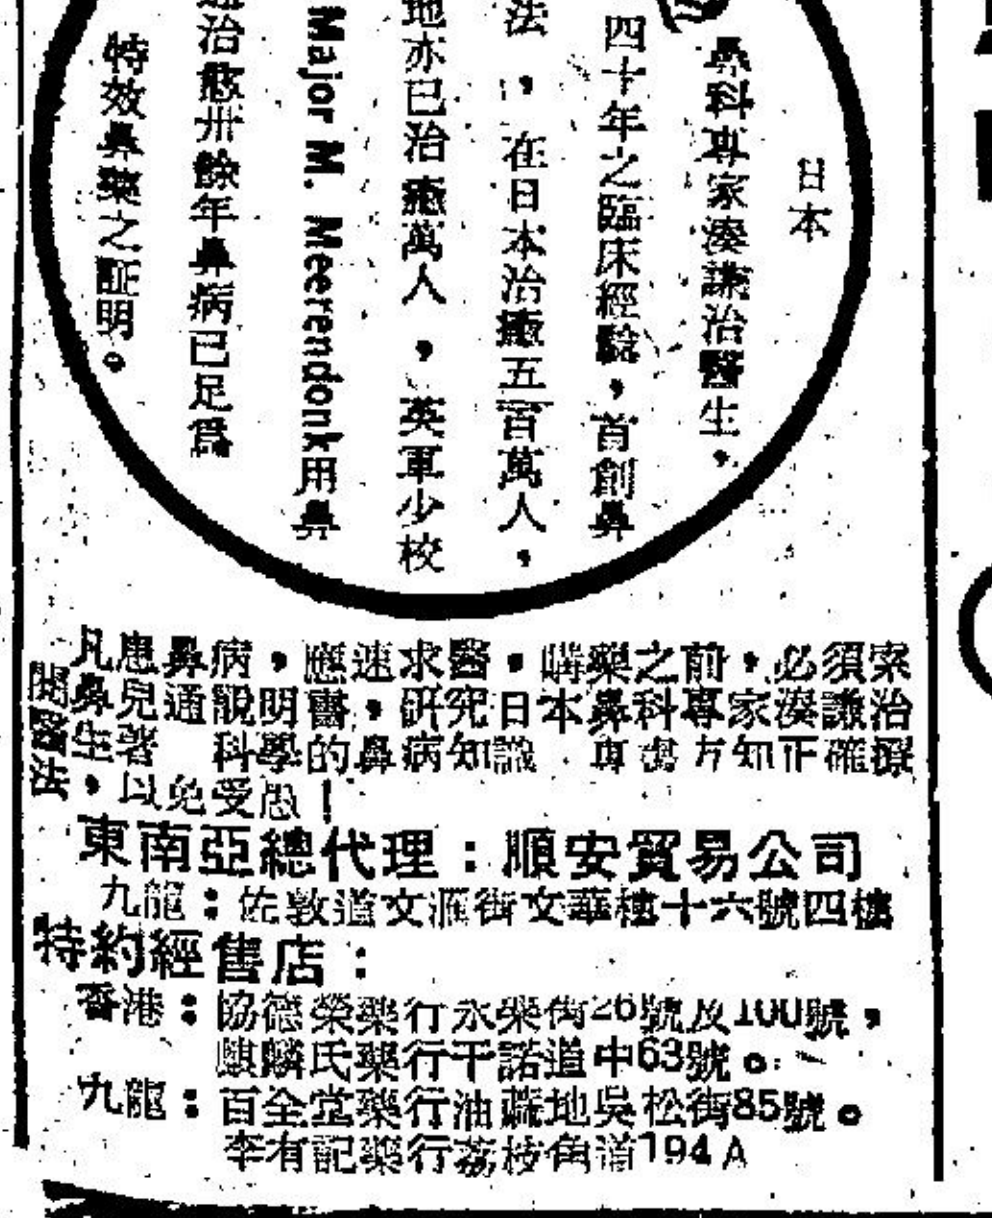 日本
鼻科專家湊謙治醫生，
四十年之臨床經驗，首創鼻
法，在日本治癒五百萬人，
地亦已治癒萬人，英軍少校
Major M. Meerendonk用鼻
治愈卅餘年鼻病已足爲
特效鼻藥之証明。
凡患鼻病，應速求醫，購藥之前，必須索
閱鼻兒通說明書，研究日本鼻科專家湊謙治
醫生著 科學的鼻病知識 專 方知正確療
法，以免受愚！
東南亞總代理：順安貿易公司
九龍：佐敦道文滙街文華樓十六號四樓
特約經售店：
香港：協德榮藥行永樂街26號及100號，
麒麟氏藥行干諾道中63號。
九龍：百全堂藥行油蔴地吳松街85號。
李有記藥行荔枝角道194A